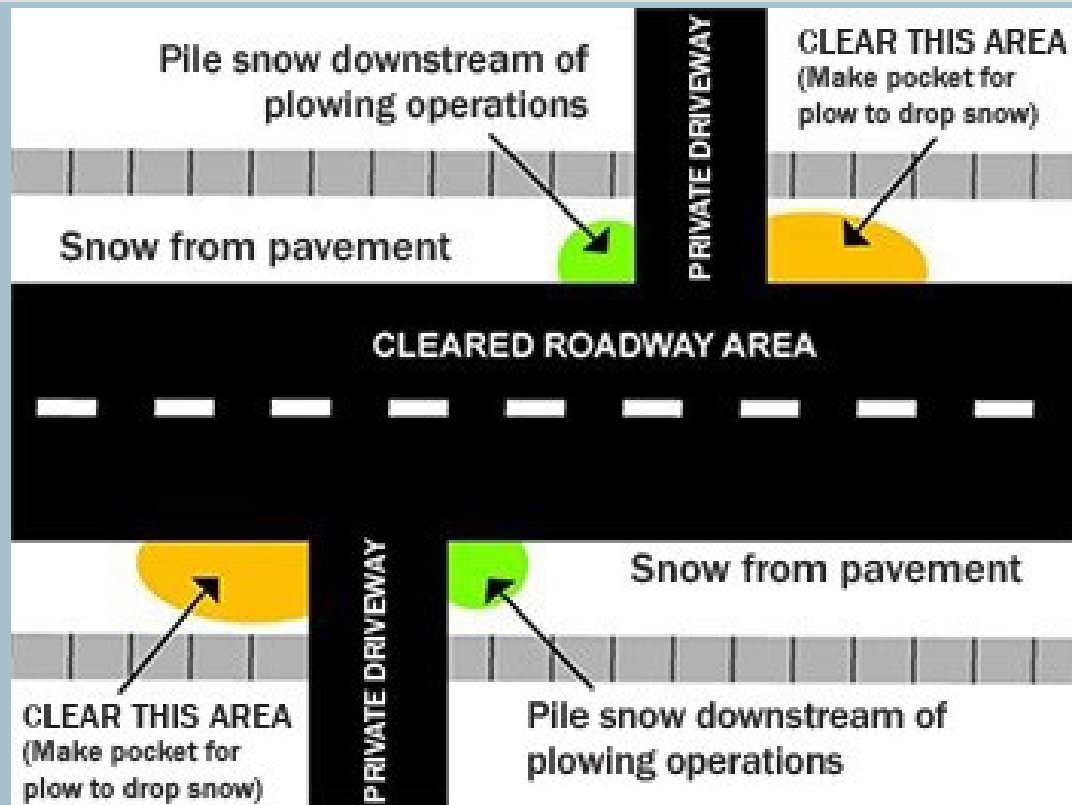 Pile snow downstream of
plowing operations
PRIVATE DRIVEWAY
CLEAR THIS AREA
(Make pocket for
plow to drop snow)
Snow from pavement
CLEARED ROADWAY AREA
Snow from pavement
PRIVATE DRIVEWAY
CLEAR THIS AREA
(Make pocket for
plow to drop snow)
Pile snow downstream of
plowing operations